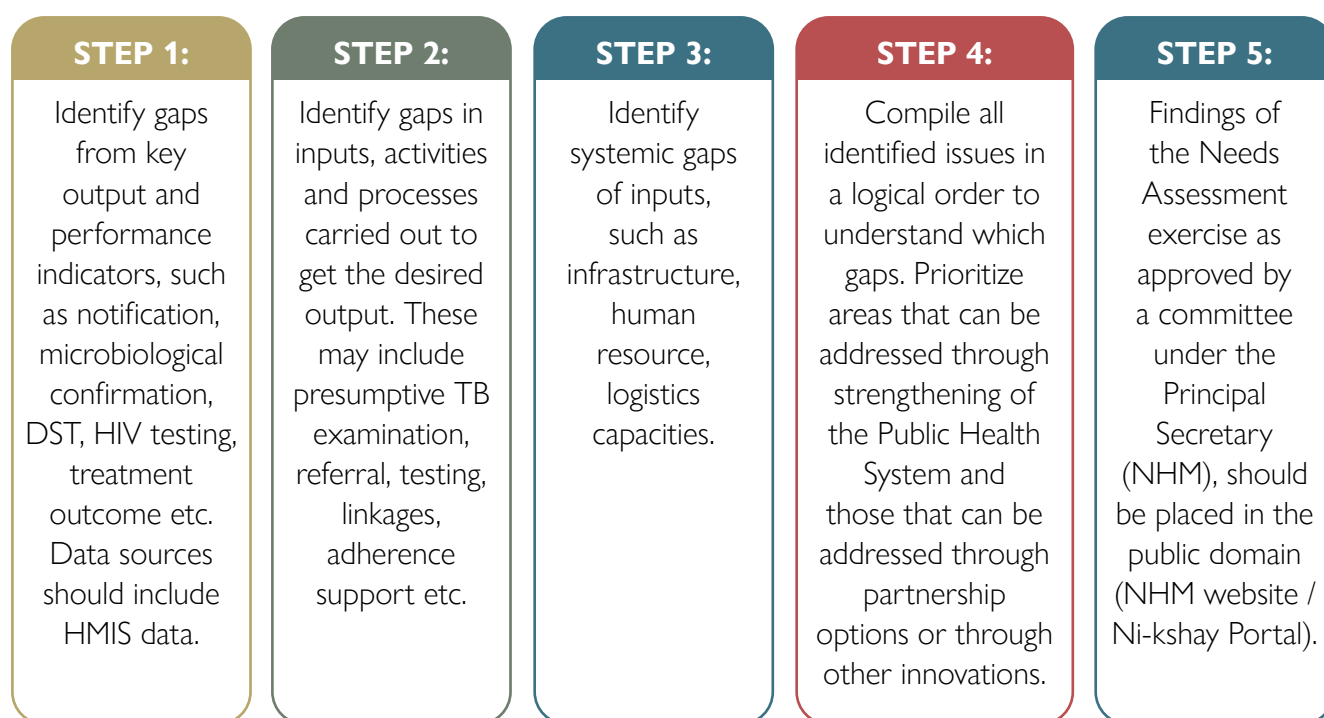 STEP 1:
Identify gaps
from key
output and
performance
indicators, such
as notification,
microbiological
confirmation,
DST, HIV testing,
treatment
outcome etc.
Data sources
should include
HMIS data.
STEP 2:
Identify gaps in
inputs, activities
and processes
carried out to
get the desired
output. These
may include
presumptive TB
examination,
referral, testing,
linkages,
adherence
support etc.
STEP 3:
Identify
systemic gaps
of inputs,
such as
infrastructure,
human
resource,
logistics
capacities.
STEP 4:
Compile all
identified issues in
a logical order to
understand which
gaps. Prioritize
areas that can be
addressed through
strengthening of
the Public Health
System and
those that can be
addressed through
partnership
options or through
other innovations.
STEP 5:
Findings of
the Needs
Assessment
exercise as
approved by
a committee
under the
Principal
Secretary
(NHM), should
be placed in the
public domain
(NHM website /
Ni-kshay Portal).